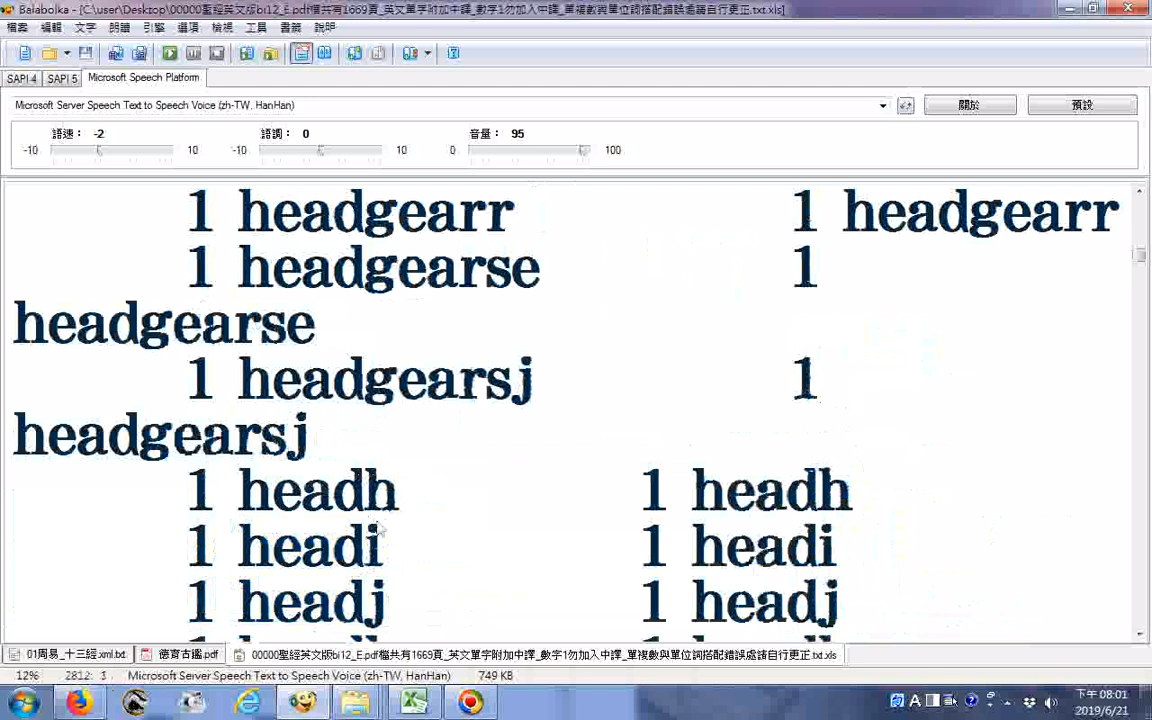 Balabolka - [C:\user\Desktop\00000聖經英文版bi12_E.pdf檔共有1669頁_英文單字附加中譯_數字1勿加入中譯_單複數與單位詞搭配錯誤處請自行更正.txt.xls]
檔案 編輯 文字 朗讀 引擎 選項 檢視 工具 書籤 說明
SAPI 4 SAPI 5 Microsoft Speech Platform
Microsoft Server Speech Text to Speech Voice (zh-TW, HanHan) 關於 預設
語速： -2 語調： 0 音量： 95
-10 10 -10 10 0 100
1 headgearr 1 headgearr
1 headgearse 1
headgearse
1 headgearsj 1
headgearsj
1 headh 1 headh
1 headi 1 headi
1 headj 1 headj
01周易_十三經.xml.txt 德育古鑑.pdf 00000聖經英文版bi12_E.pdf檔共有1669頁_英文單字附加中譯_數字1勿加入中譯_單複數與單位詞搭配錯誤處請自行更正.txt.xls
12% 2812: 3 Microsoft Server Speech Text to Speech Voice (zh-TW, HanHan) 749 KB
下午 08:01
2019/6/21